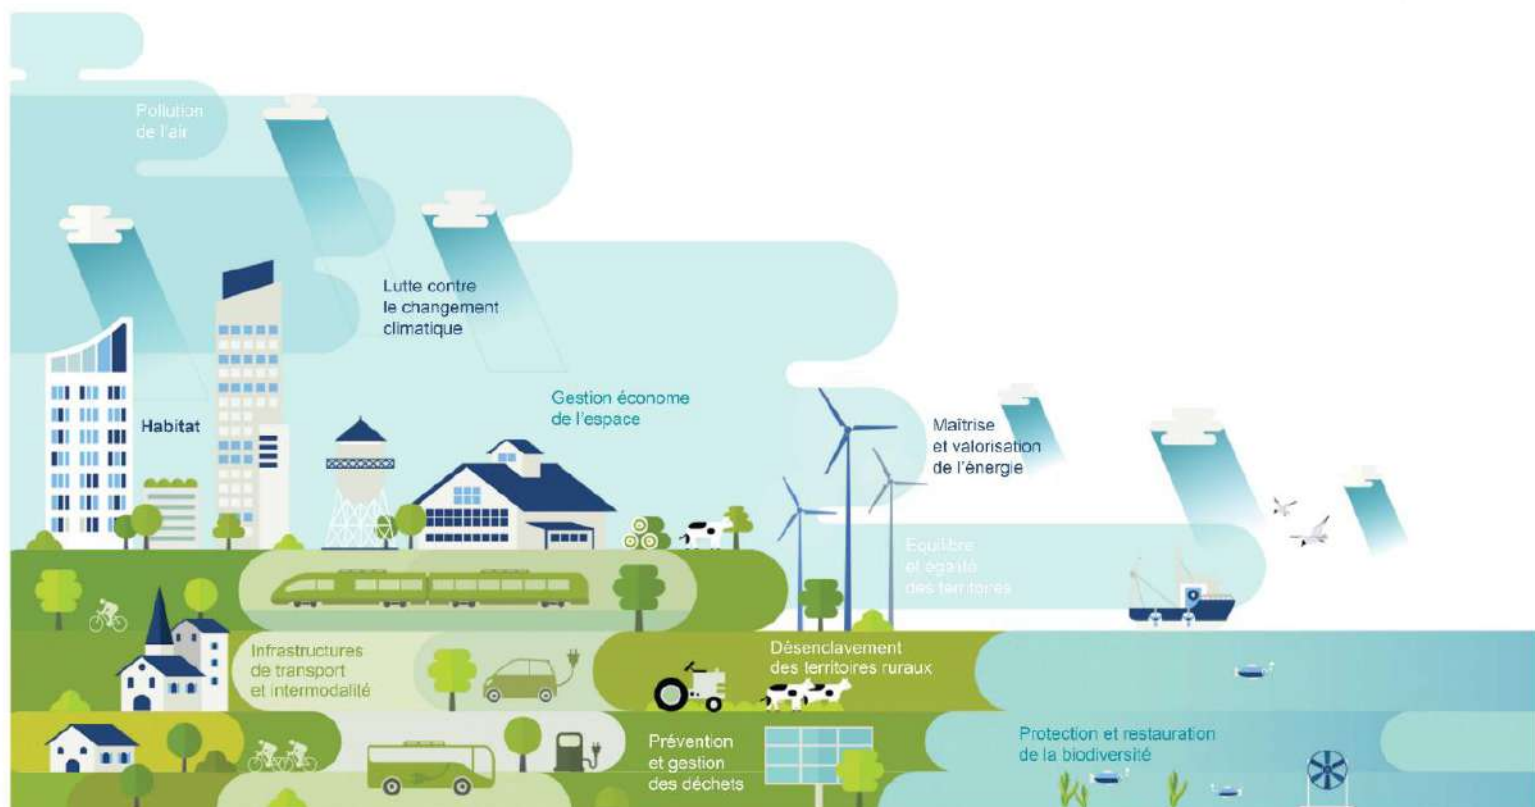 Pollution
de l'air
Lutte contre
le changement
climatique
Gestion économe
de l'espace
Habitat
Maîtrise
et valorisation
de l'énergie
Equilibre
et égalité
des territoires
Infrastructures
de transport
et intermodalité
Désenclavement
des territoires ruraux
Prévention
et gestion
des déchets
Protection et restauration
de la biodiversité